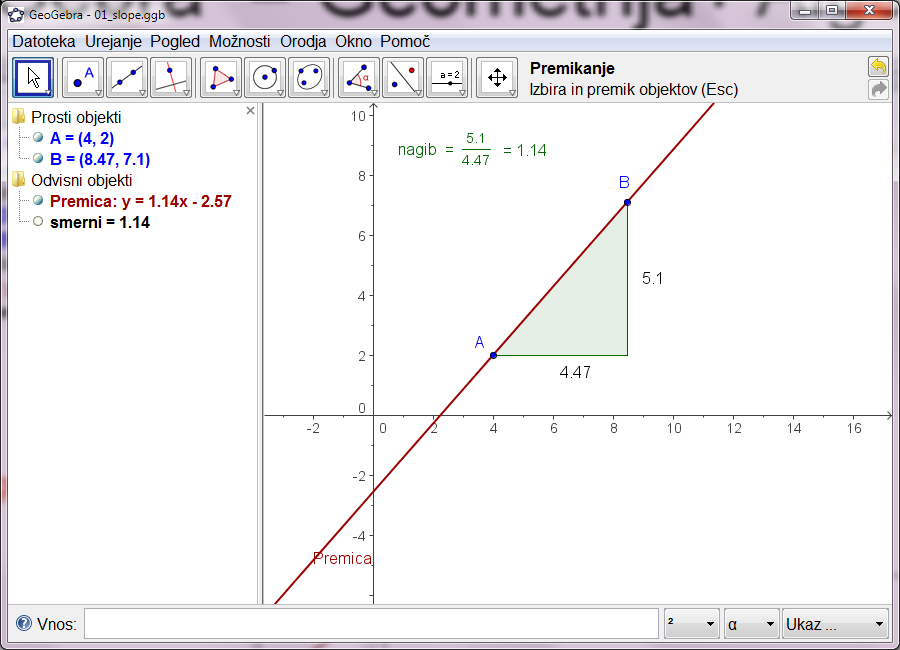 GeoGebra - 01_slope.ggb
Datoteka Urejanje Pogled Možnosti Orodja Okno Pomoč
A
α
a = 2
Premikanje
Izbira in premik objektov (Esc)
Prosti objekti
A = (4, 2)
B = (8.47, 7.1)
Odvisni objekti
Premica: y = 1.14x - 2.57
smerni = 1.14
nagib = 5.1 / 4.47 = 1.14
10
8
6
4
2
0
-2
-4
-2 0 2 4 6 8 10 12 14 16
B
5.1
A
4.47
Premica
Vnos:
² α Ukaz ...